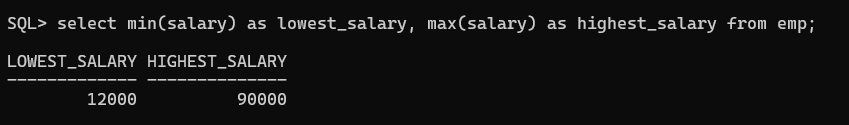 SQL> select min(salary) as lowest_salary, max(salary) as highest_salary from emp;
LOWEST_SALARY HIGHEST_SALARY
------------- --------------
        12000          90000